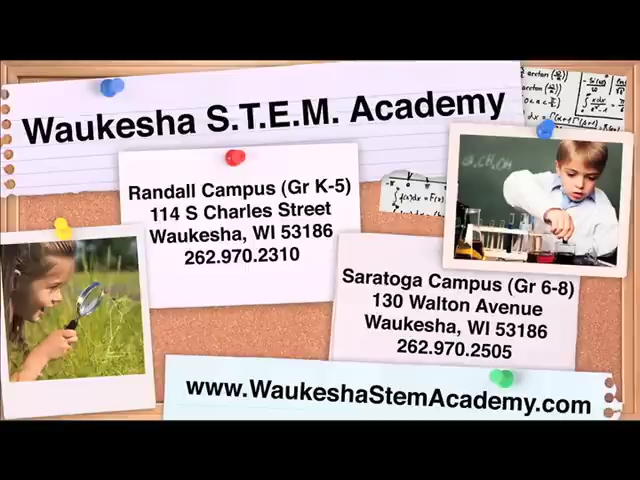 Waukesha S.T.E.M. Academy
Randall Campus (Gr K-5)
114 S Charles Street
Waukesha, WI 53186
262.970.2310
Saratoga Campus (Gr 6-8)
130 Walton Avenue
Waukesha, WI 53186
262.970.2505
www.WaukeshaStemAcademy.com